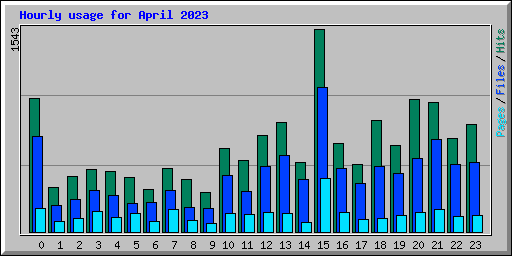 Hourly usage for April 2023
1543
Pages/Files/Hits
0 1 2 3 4 5 6 7 8 9 10 11 12 13 14 15 16 17 18 19 20 21 22 23